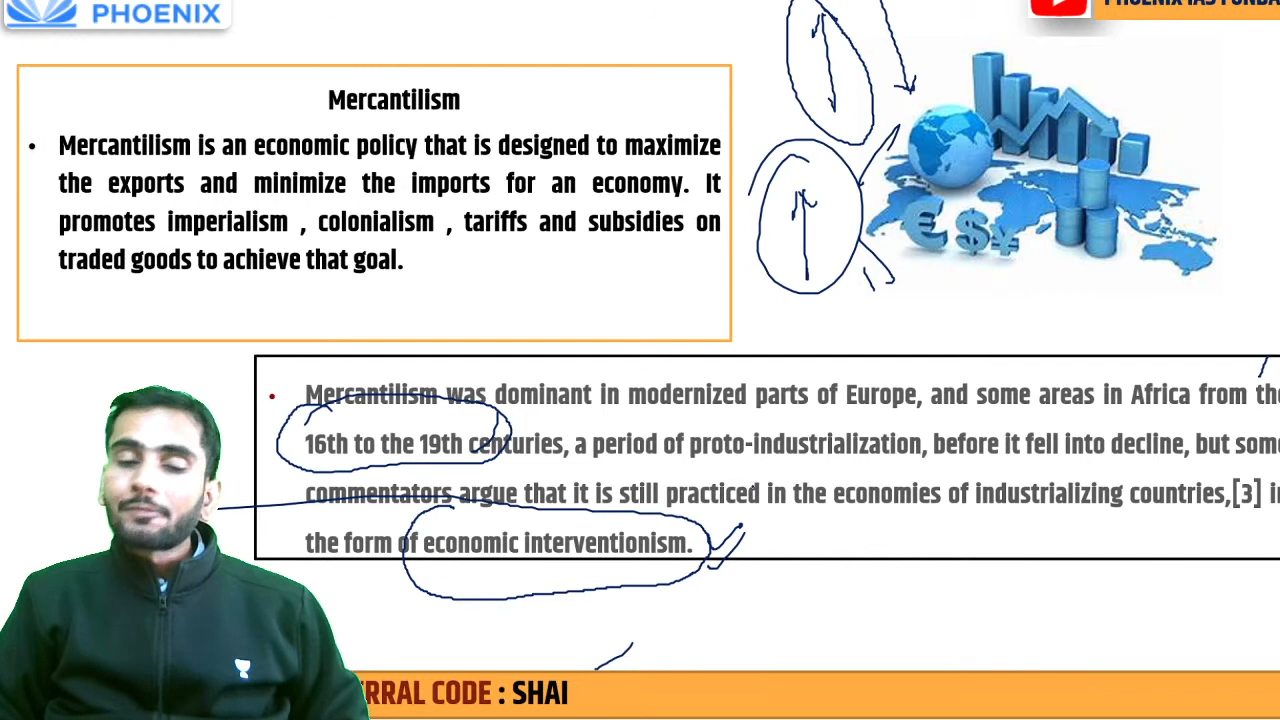 PHOENIX
PHOENIX IAS FUNDA
Mercantilism
• Mercantilism is an economic policy that is designed to maximize
the exports and minimize the imports for an economy. It
promotes imperialism , colonialism , tariffs and subsidies on
traded goods to achieve that goal.
€ $ ¥
• Mercantilism was dominant in modernized parts of Europe, and some areas in Africa from the
16th to the 19th centuries, a period of proto-industrialization, before it fell into decline, but some
commentators argue that it is still practiced in the economies of industrializing countries,[3] in
the form of economic interventionism.
ERRAL CODE : SHAI